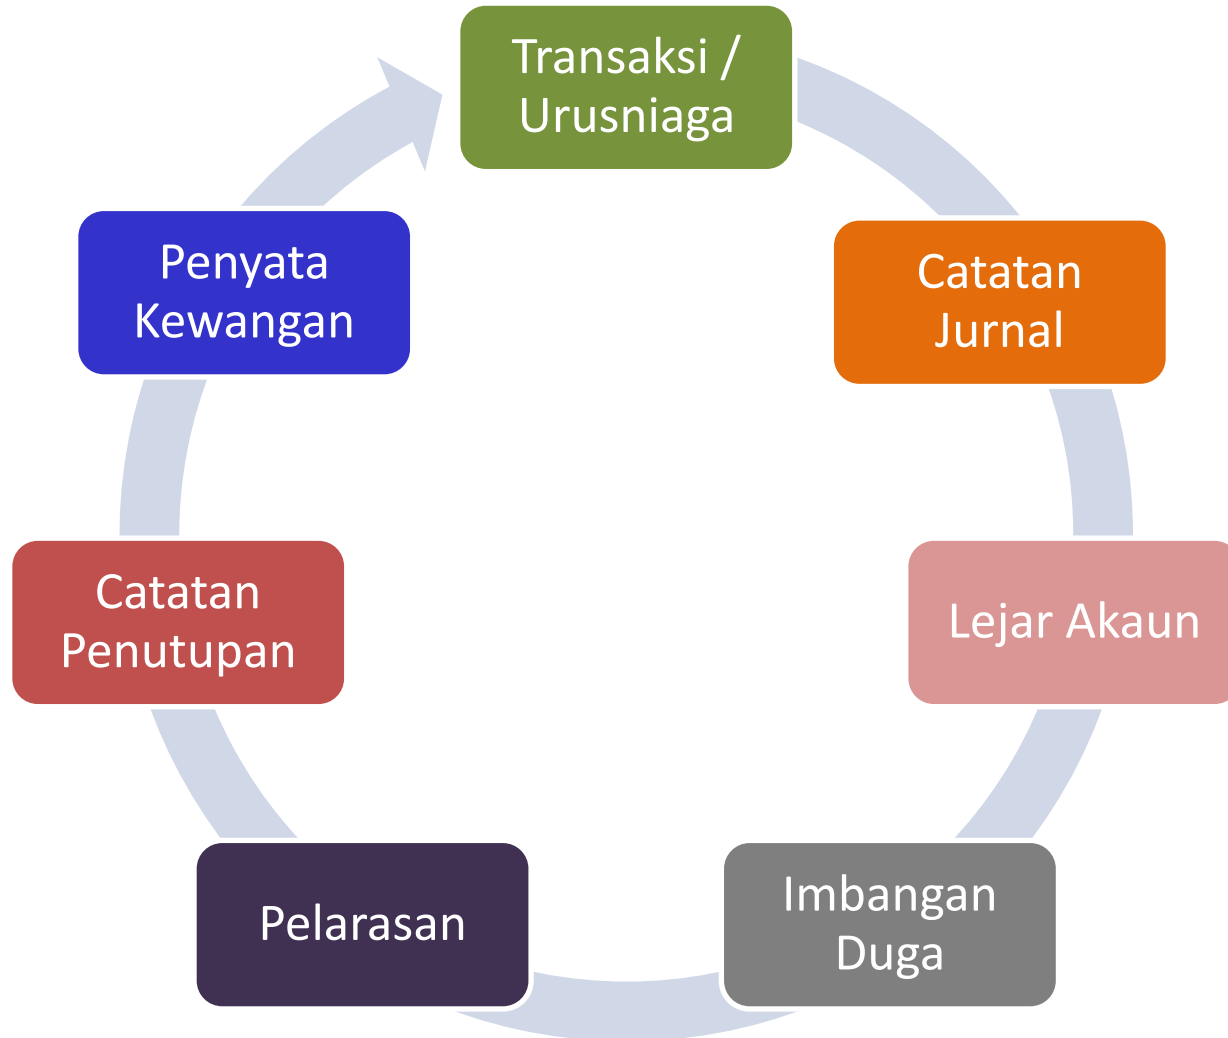 Transaksi /
Urusniaga
Catatan
Jurnal
Lejar Akaun
Imbangan
Duga
Pelarasan
Catatan
Penutupan
Penyata
Kewangan